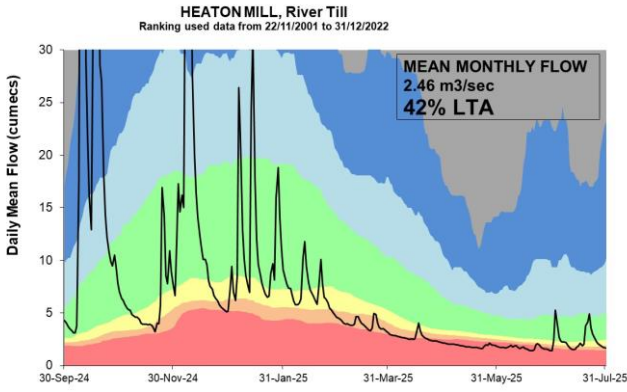 HEATON MILL, River Till
Ranking used data from 22/11/2001 to 31/12/2022
MEAN MONTHLY FLOW
2.46 m3/sec
42% LTA
Daily Mean Flow (cumecs)
30
25
20
15
10
5
0
30-Sep-24 30-Nov-24 31-Jan-25 31-Mar-25 31-May-25 31-Jul-25